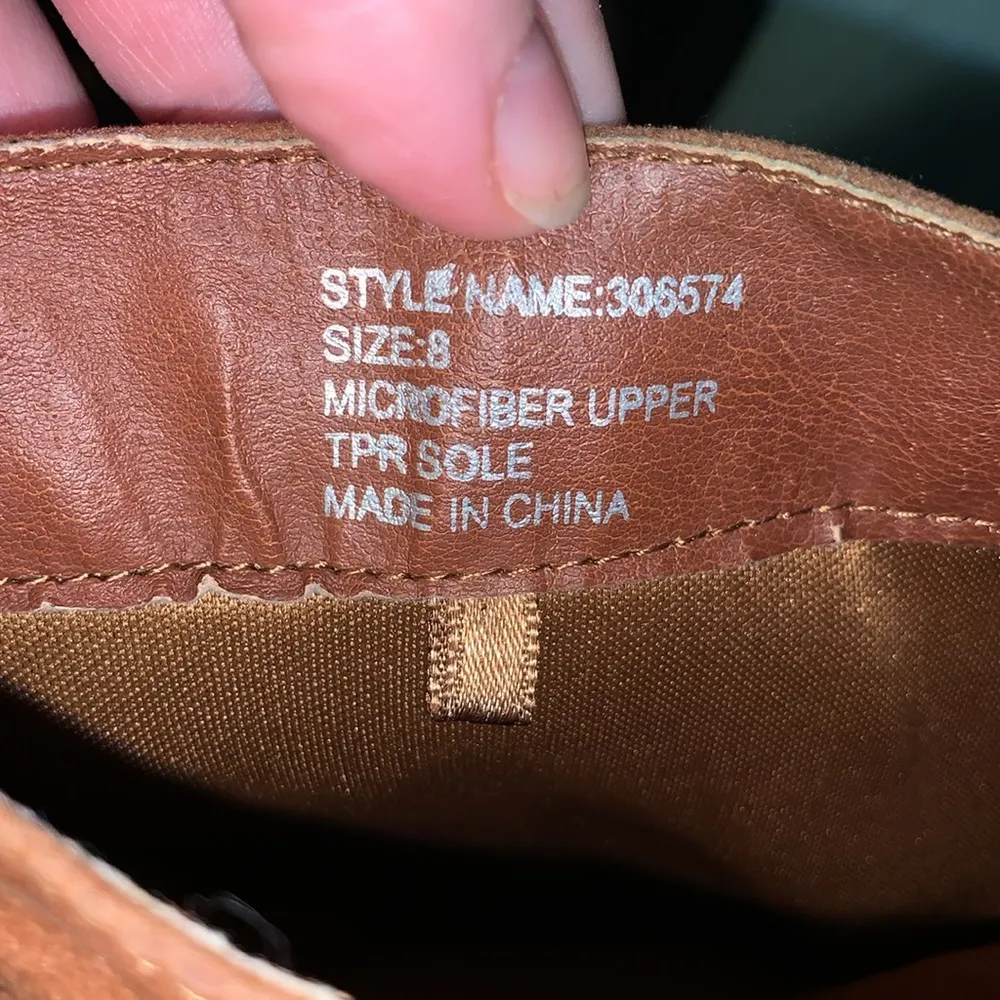 STYLE NAME:306574
SIZE:8
MICROFIBER UPPER
TPR SOLE
MADE IN CHINA